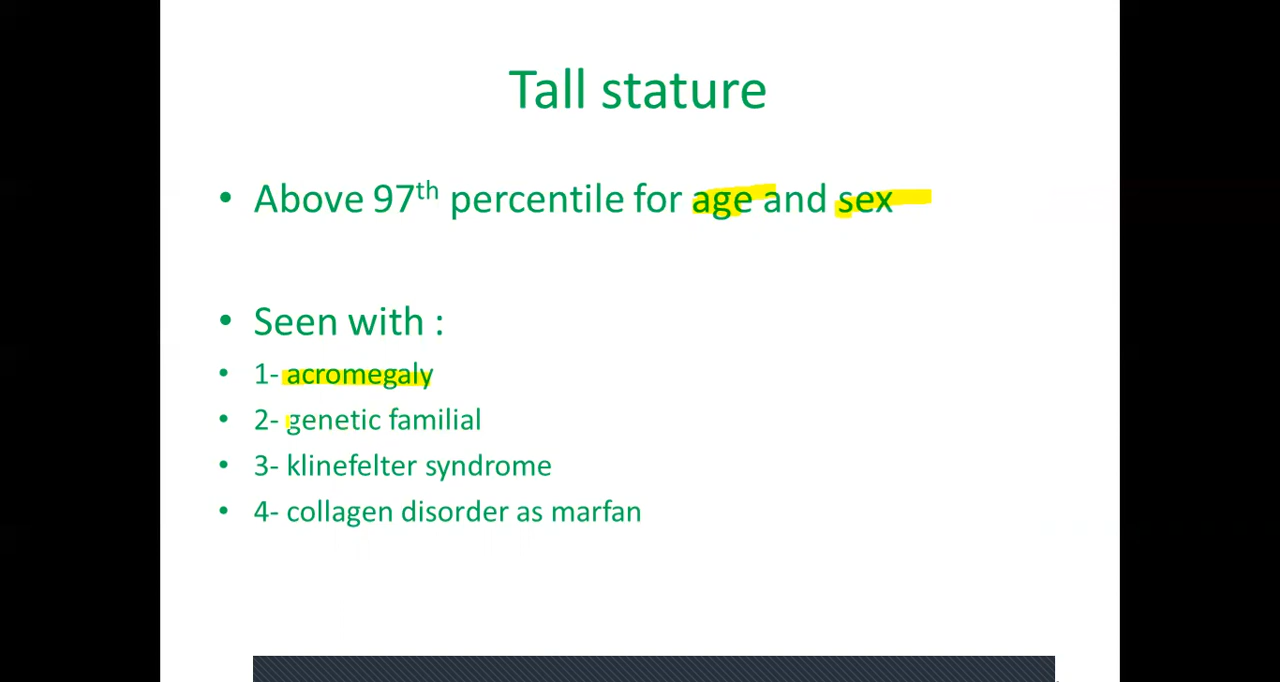 Tall stature
• Above 97th percentile for age and sex
• Seen with :
• 1- acromegaly
• 2- genetic familial
• 3- klinefelter syndrome
• 4- collagen disorder as marfan